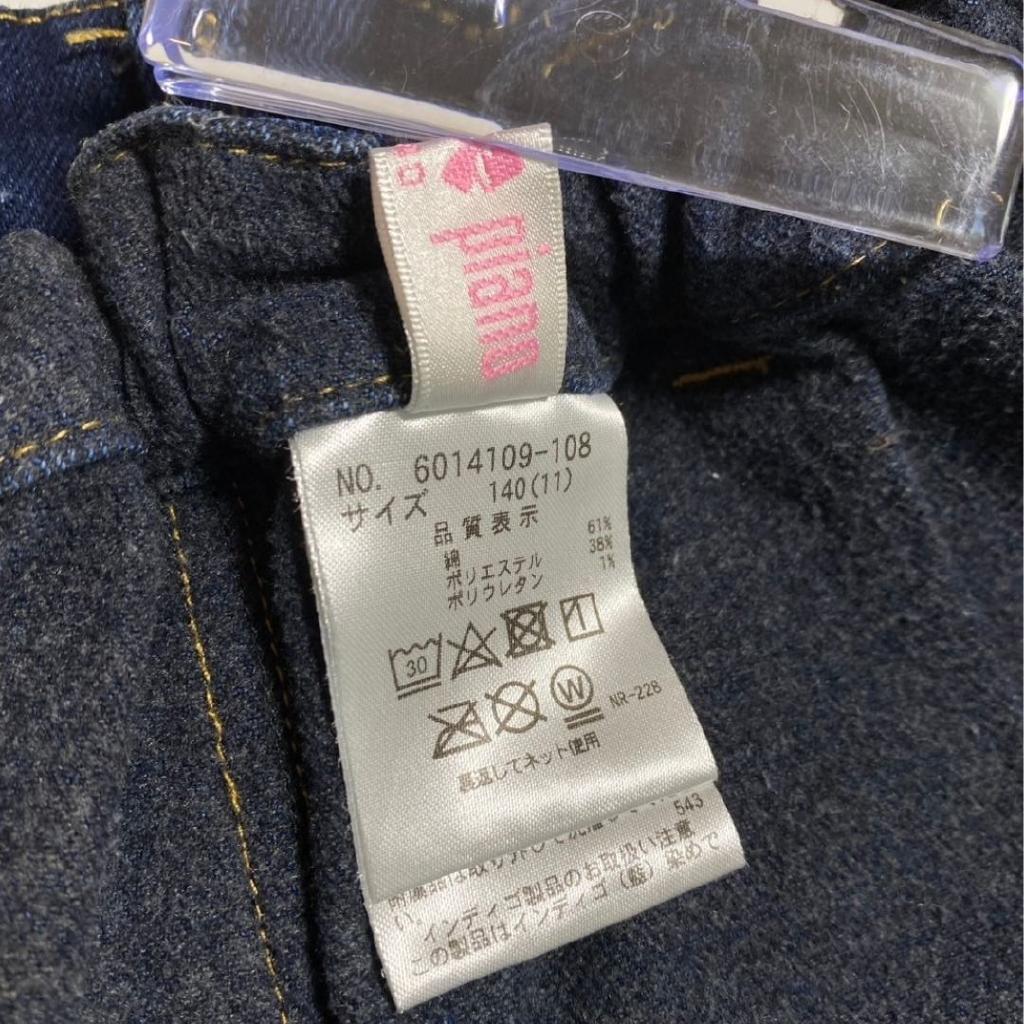 piano
NO. 6014109-108
サイズ 140(11)
品質表示
綿 61%
ポリエステル 38%
ポリウレタン 1%
30
W
NR-228
裏返してネット使用
543
い。インディゴ製品のお取扱い注意
この製品はインディゴ(藍)染めで